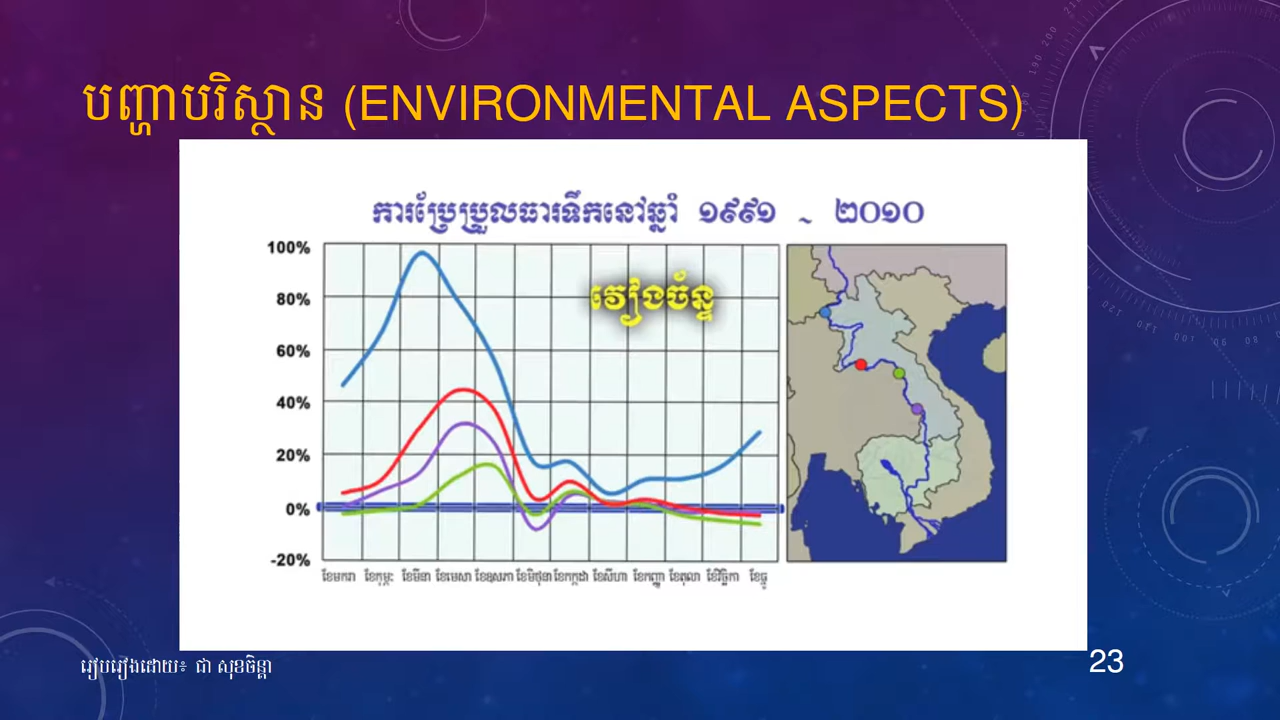 បញ្ហាបរិស្ថាន (ENVIRONMENTAL ASPECTS)
ការប្រែប្រួលធារទឹកនៅឆ្នាំ ១៩៩១ ~ ២០១០
វៀងច័ន្ទ
100%
80%
60%
40%
20%
0%
-20%
ខែមករា ខែកុម្ភៈ ខែមីនា ខែមេសា ខែឧសភា ខែមិថុនា ខែកក្កដា ខែសីហា ខែកញ្ញា ខែតុលា ខែវិច្ឆិកា ខែធ្នូ
រៀបរៀងដោយ៖ ជា សុខចិន្តា
23